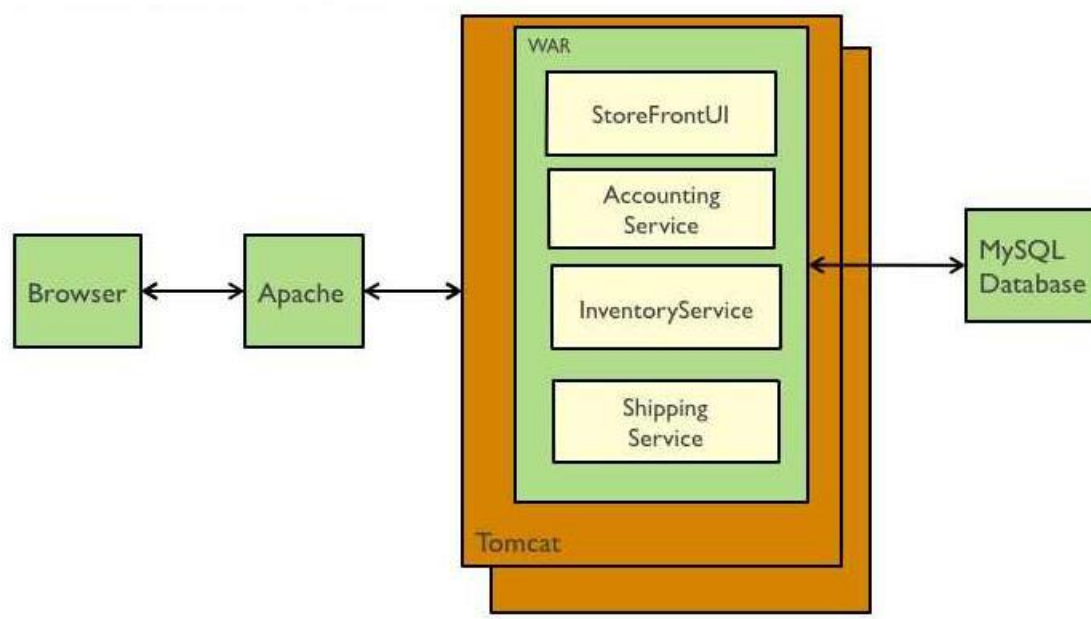 WAR
StoreFrontUI
Accounting
Service
InventoryService
Shipping
Service
Tomcat
Browser
Apache
MySQL
Database